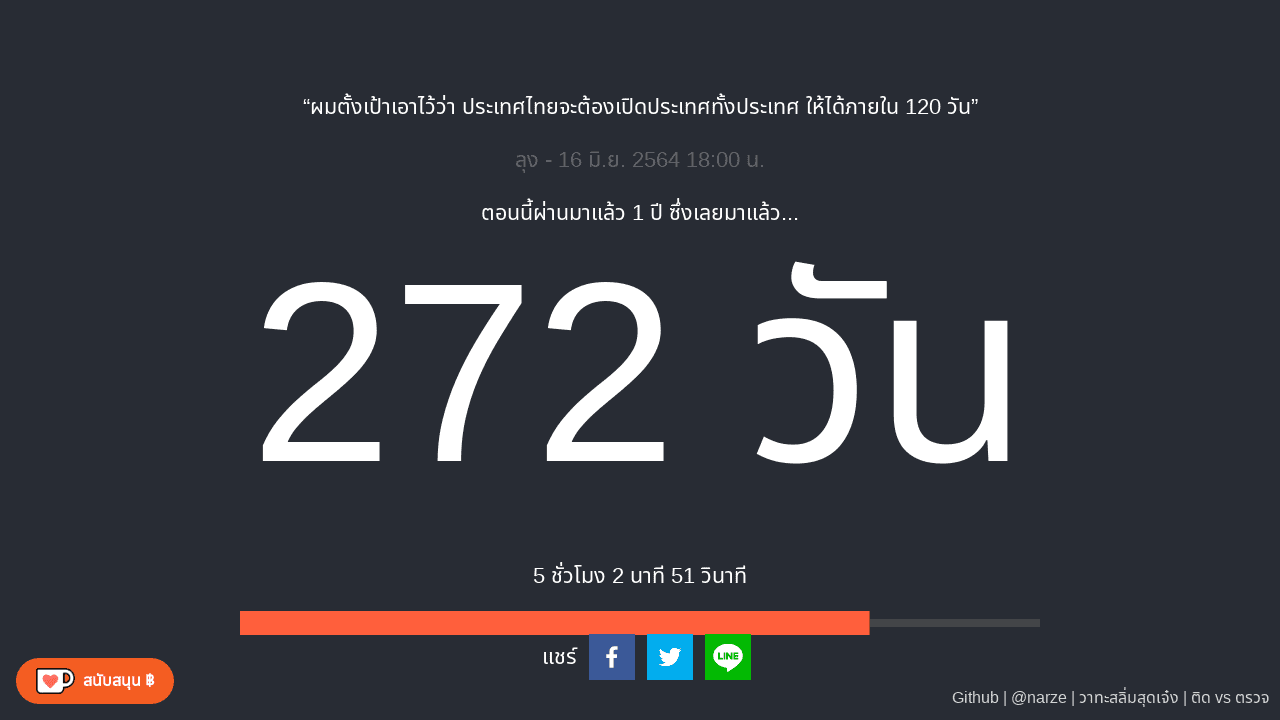 “ผมตั้งเป้าเอาไว้ว่า ประเทศไทยจะต้องเปิดประเทศทั้งประเทศ ให้ได้ภายใน 120 วัน”
ลุง - 16 มิ.ย. 2564 18:00 น.
ตอนนี้ผ่านมาแล้ว 1 ปี ซึ่งเลยมาแล้ว...
272 วัน
5 ชั่วโมง 2 นาที 51 วินาที
แชร์
LINE
สนับสนุน ฿
Github | @narze | วาทะสลิ่มสุดเจ๋ง | ติด vs ตรวจ